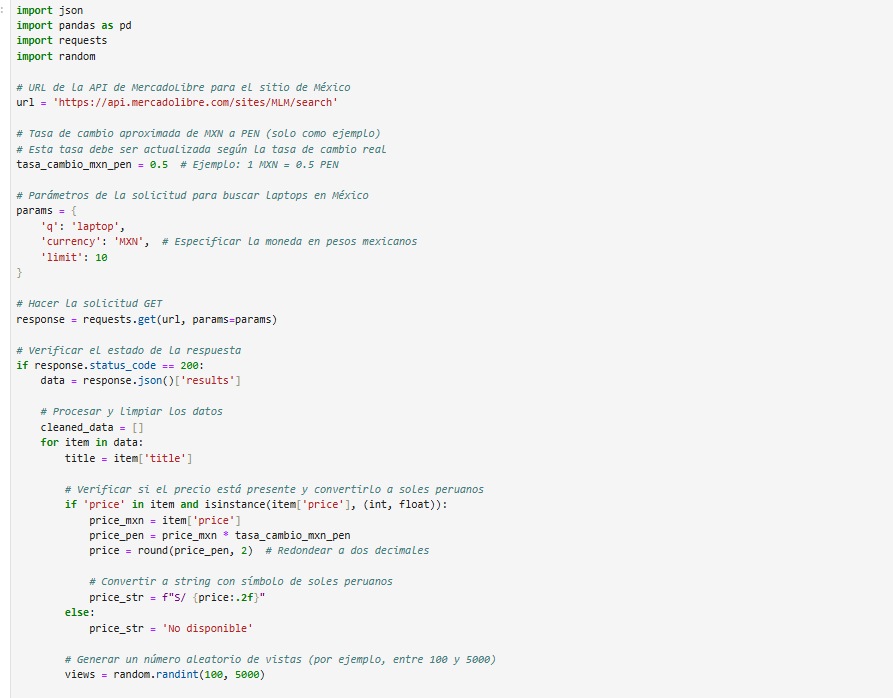 import json
import pandas as pd
import requests
import random
# URL de la API de MercadoLibre para el sitio de México
url = 'https://api.mercadolibre.com/sites/MLM/search'
# Tasa de cambio aproximada de MXN a PEN (solo como ejemplo)
# Esta tasa debe ser actualizada según la tasa de cambio real
tasa_cambio_mxn_pen = 0.5  # Ejemplo: 1 MXN = 0.5 PEN
# Parámetros de la solicitud para buscar laptops en México
params = {
    'q': 'laptop',
    'currency': 'MXN',  # Especificar la moneda en pesos mexicanos
    'limit': 10
}
# Hacer la solicitud GET
response = requests.get(url, params=params)
# Verificar el estado de la respuesta
if response.status_code == 200:
    data = response.json()['results']
    # Procesar y limpiar los datos
    cleaned_data = []
    for item in data:
        title = item['title']
        # Verificar si el precio está presente y convertirlo a soles peruanos
        if 'price' in item and isinstance(item['price'], (int, float)):
            price_mxn = item['price']
            price_pen = price_mxn * tasa_cambio_mxn_pen
            price = round(price_pen, 2)  # Redondear a dos decimales
            # Convertir a string con símbolo de soles peruanos
            price_str = f"S/ {price:.2f}"
        else:
            price_str = 'No disponible'
        # Generar un número aleatorio de vistas (por ejemplo, entre 100 y 5000)
        views = random.randint(100, 5000)